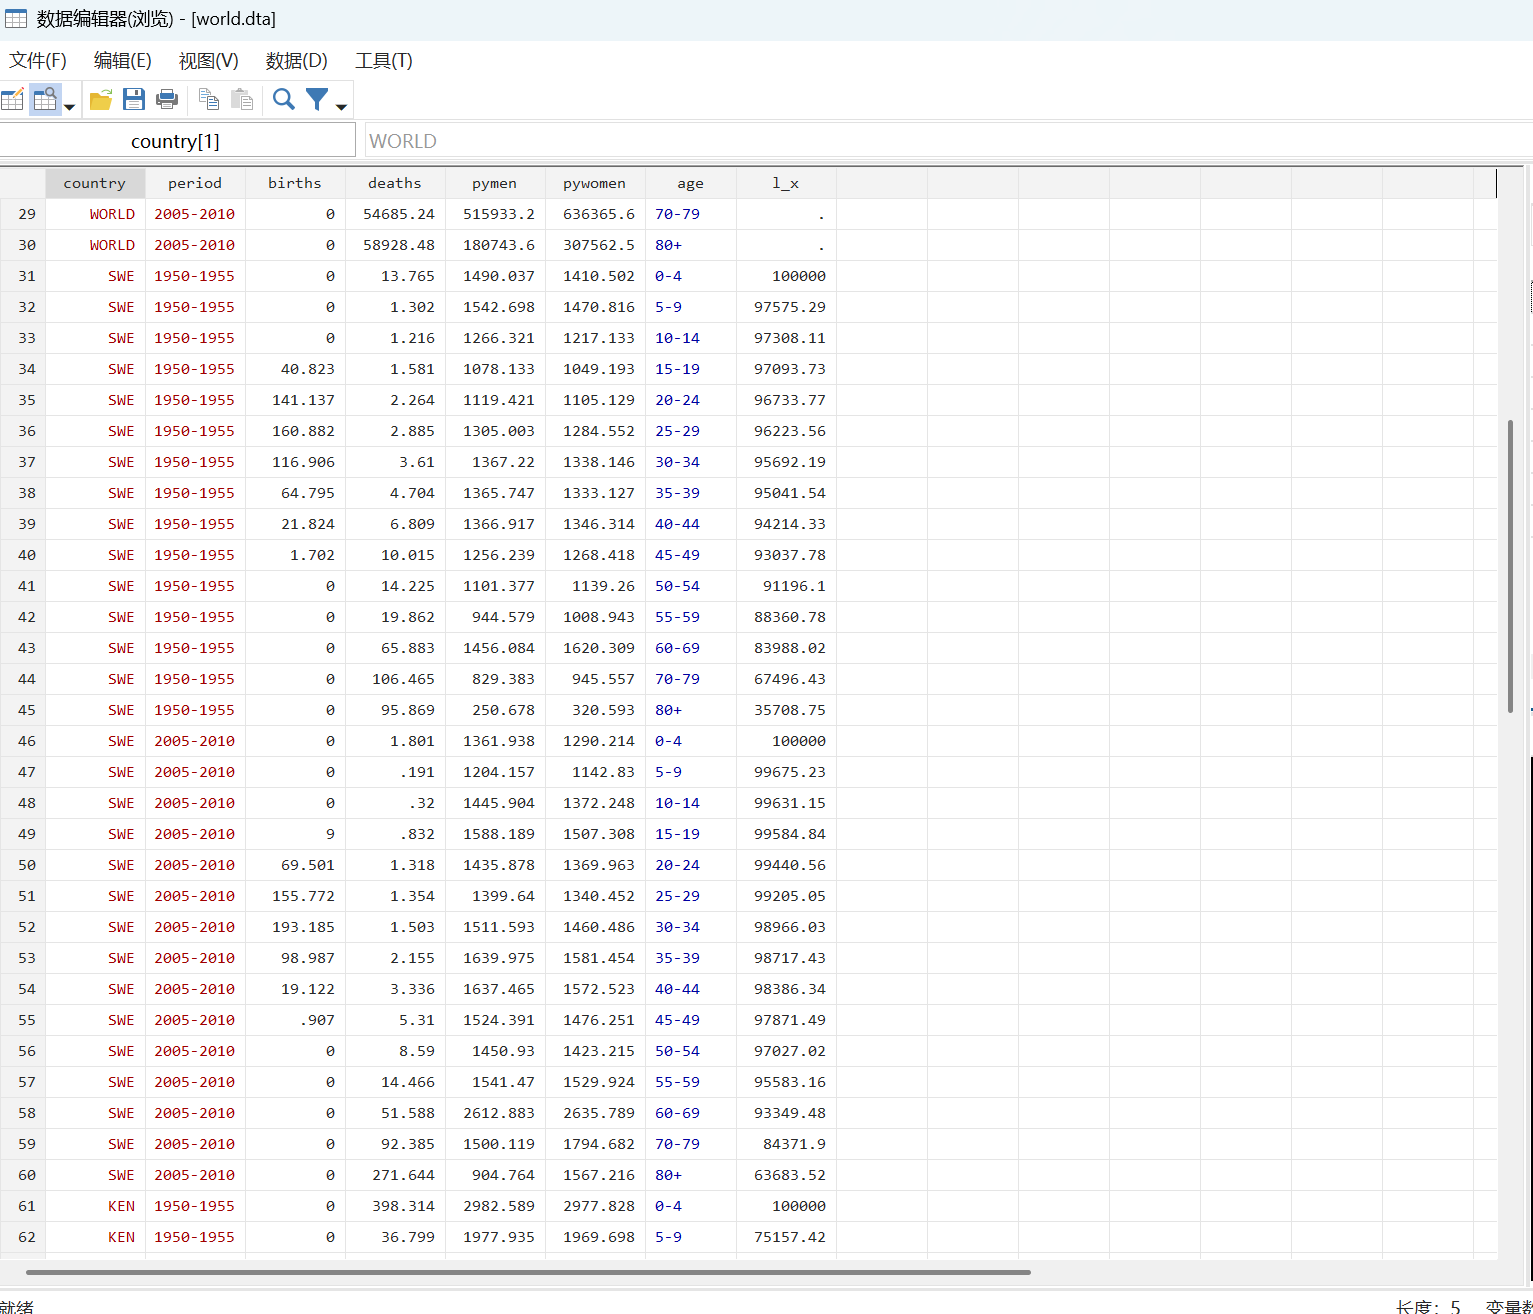 数据编辑器(浏览) - [world.dta]
文件(F) 编辑(E) 视图(V) 数据(D) 工具(T)
country[1] WORLD
country period births deaths pymen pywomen age l_x
29 WORLD 2005-2010 0 54685.24 515933.2 636365.6 70-79 .
30 WORLD 2005-2010 0 58928.48 180743.6 307562.5 80+ .
31 SWE 1950-1955 0 13.765 1490.037 1410.502 0-4 100000
32 SWE 1950-1955 0 1.302 1542.698 1470.816 5-9 97575.29
33 SWE 1950-1955 0 1.216 1266.321 1217.133 10-14 97308.11
34 SWE 1950-1955 40.823 1.581 1078.133 1049.193 15-19 97093.73
35 SWE 1950-1955 141.137 2.264 1119.421 1105.129 20-24 96733.77
36 SWE 1950-1955 160.882 2.885 1305.003 1284.552 25-29 96223.56
37 SWE 1950-1955 116.906 3.61 1367.22 1338.146 30-34 95692.19
38 SWE 1950-1955 64.795 4.704 1365.747 1333.127 35-39 95041.54
39 SWE 1950-1955 21.824 6.809 1366.917 1346.314 40-44 94214.33
40 SWE 1950-1955 1.702 10.015 1256.239 1268.418 45-49 93037.78
41 SWE 1950-1955 0 14.225 1101.377 1139.26 50-54 91196.1
42 SWE 1950-1955 0 19.862 944.579 1008.943 55-59 88360.78
43 SWE 1950-1955 0 65.883 1456.084 1620.309 60-69 83988.02
44 SWE 1950-1955 0 106.465 829.383 945.557 70-79 67496.43
45 SWE 1950-1955 0 95.869 250.678 320.593 80+ 35708.75
46 SWE 2005-2010 0 1.801 1361.938 1290.214 0-4 100000
47 SWE 2005-2010 0 .191 1204.157 1142.83 5-9 99675.23
48 SWE 2005-2010 0 .32 1445.904 1372.248 10-14 99631.15
49 SWE 2005-2010 9 .832 1588.189 1507.308 15-19 99584.84
50 SWE 2005-2010 69.501 1.318 1435.878 1369.963 20-24 99440.56
51 SWE 2005-2010 155.772 1.354 1399.64 1340.452 25-29 99205.05
52 SWE 2005-2010 193.185 1.503 1511.593 1460.486 30-34 98966.03
53 SWE 2005-2010 98.987 2.155 1639.975 1581.454 35-39 98717.43
54 SWE 2005-2010 19.122 3.336 1637.465 1572.523 40-44 98386.34
55 SWE 2005-2010 .907 5.31 1524.391 1476.251 45-49 97871.49
56 SWE 2005-2010 0 8.59 1450.93 1423.215 50-54 97027.02
57 SWE 2005-2010 0 14.466 1541.47 1529.924 55-59 95583.16
58 SWE 2005-2010 0 51.588 2612.883 2635.789 60-69 93349.48
59 SWE 2005-2010 0 92.385 1500.119 1794.682 70-79 84371.9
60 SWE 2005-2010 0 271.644 904.764 1567.216 80+ 63683.52
61 KEN 1950-1955 0 398.314 2982.589 2977.828 0-4 100000
62 KEN 1950-1955 0 36.799 1977.935 1969.698 5-9 75157.42
就绪 长度: 5 变量数